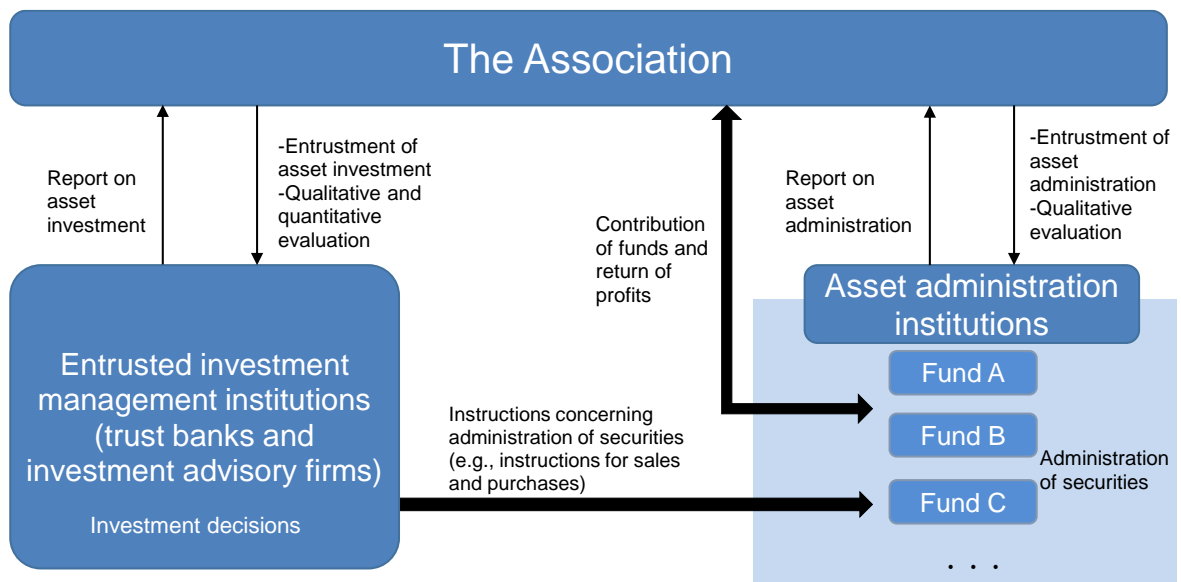 The Association
Report on
asset
investment
-Entrustment of
asset investment
-Qualitative and
quantitative
evaluation
Contribution
of funds and
return of
profits
Report on
asset
administration
-Entrustment of
asset
administration
-Qualitative
evaluation
Entrusted investment
management institutions
(trust banks and
investment advisory firms)
Investment decisions
Instructions concerning
administration of securities
(e.g., instructions for sales
and purchases)
Asset administration
institutions
Fund A
Fund B
Fund C
Administration
of securities
. . .